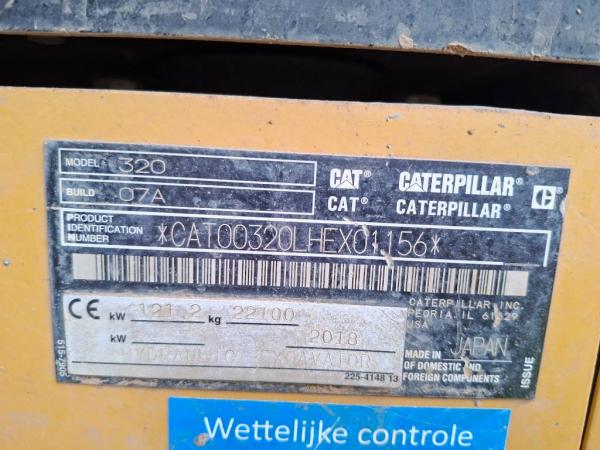 MODEL 320
BUILD 07A
CAT® CATERPILLAR®
CAT® CATERPILLAR®
PRODUCT IDENTIFICATION NUMBER *CAT00320LHEX01156*
CE kW 121.2 kg 22100
kW 2018
HYDRAULIC EXCAVATOR
CATERPILLAR INC.
PEORIA, IL 61629
USA
MADE IN JAPAN
OF DOMESTIC AND
FOREIGN COMPONENTS
225-4148 13
515-7905
ISSUE
Wettelijke controle